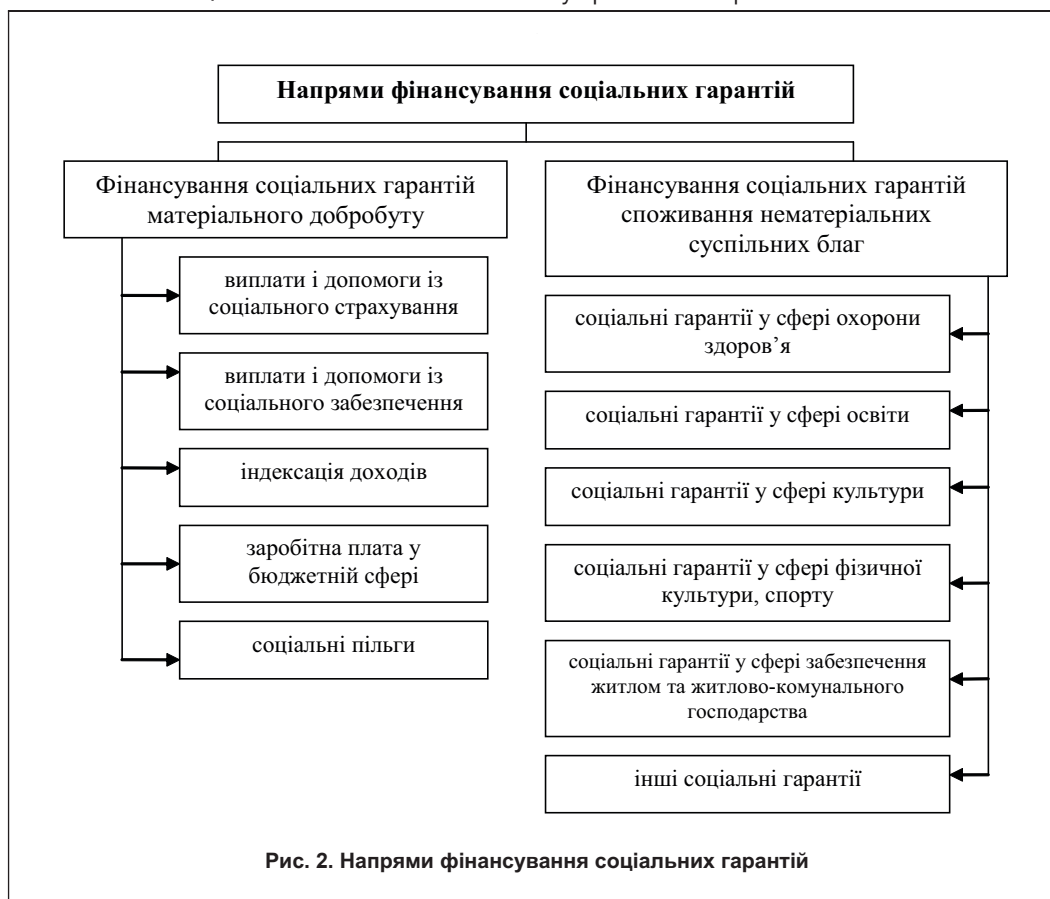 Напрями фінансування соціальних гарантій
Фінансування соціальних гарантій
матеріального добробуту
виплати і допомоги із
соціального страхування
виплати і допомоги із
соціального забезпечення
індексація доходів
заробітна плата у
бюджетній сфері
соціальні пільги
Фінансування соціальних гарантій
споживання нематеріальних
суспільних благ
соціальні гарантії у сфері охорони
здоров’я
соціальні гарантії у сфері освіти
соціальні гарантії у сфері культури
соціальні гарантії у сфері фізичної
культури, спорту
соціальні гарантії у сфері забезпечення
житлом та житлово-комунального
господарства
інші соціальні гарантії
Рис. 2. Напрями фінансування соціальних гарантій